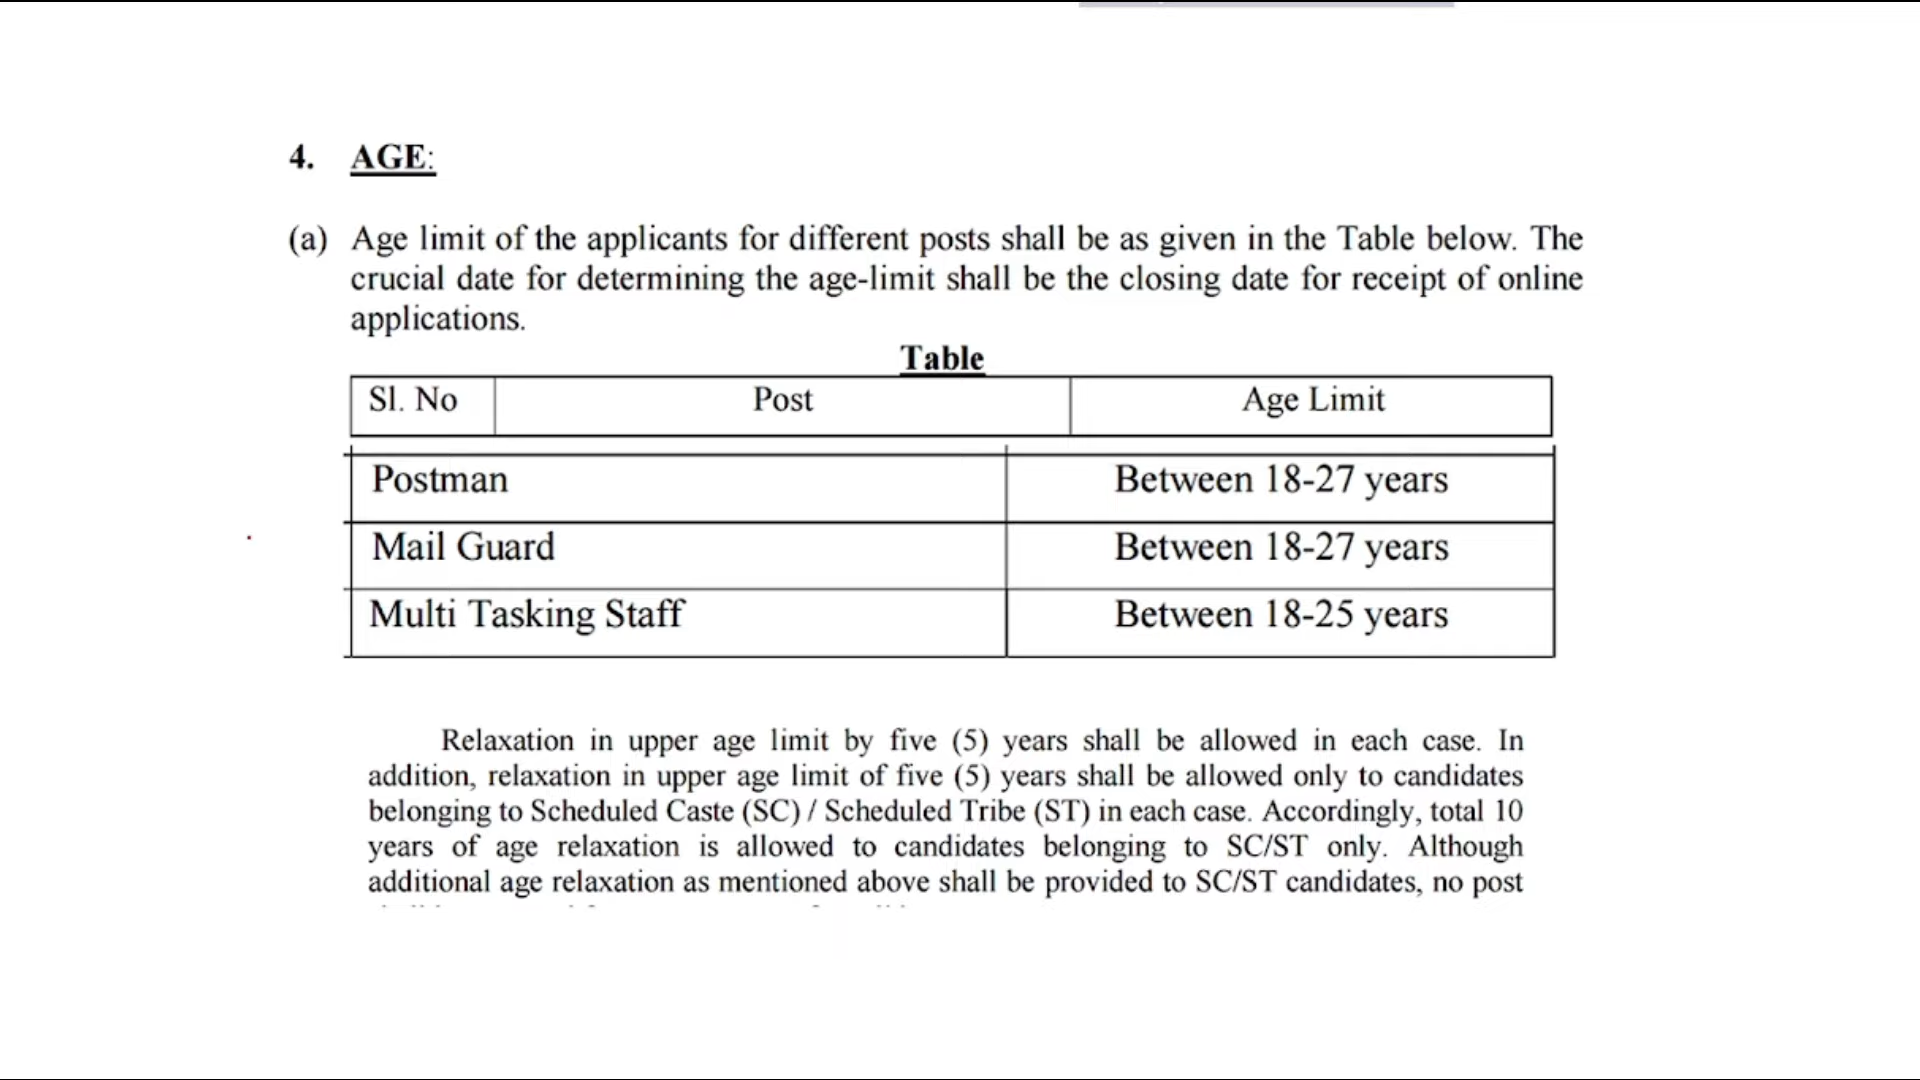 4. AGE:
(a) Age limit of the applicants for different posts shall be as given in the Table below. The
crucial date for determining the age-limit shall be the closing date for receipt of online
applications.
Table
Sl. No Post Age Limit
Postman Between 18-27 years
Mail Guard Between 18-27 years
Multi Tasking Staff Between 18-25 years
Relaxation in upper age limit by five (5) years shall be allowed in each case. In
addition, relaxation in upper age limit of five (5) years shall be allowed only to candidates
belonging to Scheduled Caste (SC) / Scheduled Tribe (ST) in each case. Accordingly, total 10
years of age relaxation is allowed to candidates belonging to SC/ST only. Although
additional age relaxation as mentioned above shall be provided to SC/ST candidates, no post